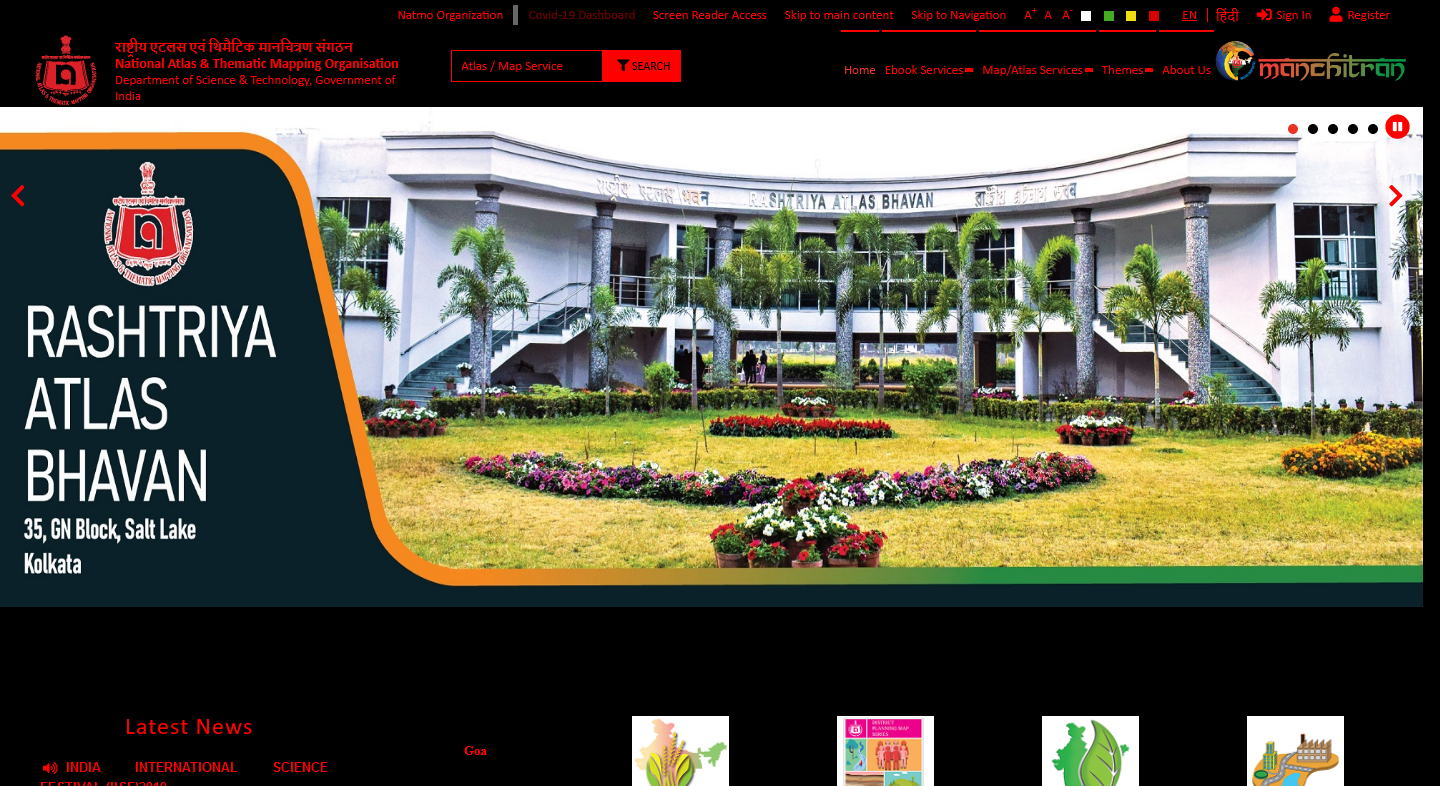 Natmo Organization Covid-19 Dashboard Screen Reader Access Skip to main content Skip to Navigation A+ A A- EN हिंदी Sign In Register
राष्ट्रीय एटलस एवं थिमैटिक मानचित्रण संगठन
National Atlas & Thematic Mapping Organisation
Department of Science & Technology, Government of
India
Atlas / Map Service SEARCH
Home Ebook Services Map/Atlas Services Themes About Us manchitran
RASHTRIYA ATLAS BHAVAN
RASHTRIYA
ATLAS
BHAVAN
35, GN Block, Salt Lake
Kolkata
Latest News
INDIA INTERNATIONAL SCIENCE
FESTIVAL (IISF)2019
Goa
DISTRICT
PLANNING MAP
SERIES